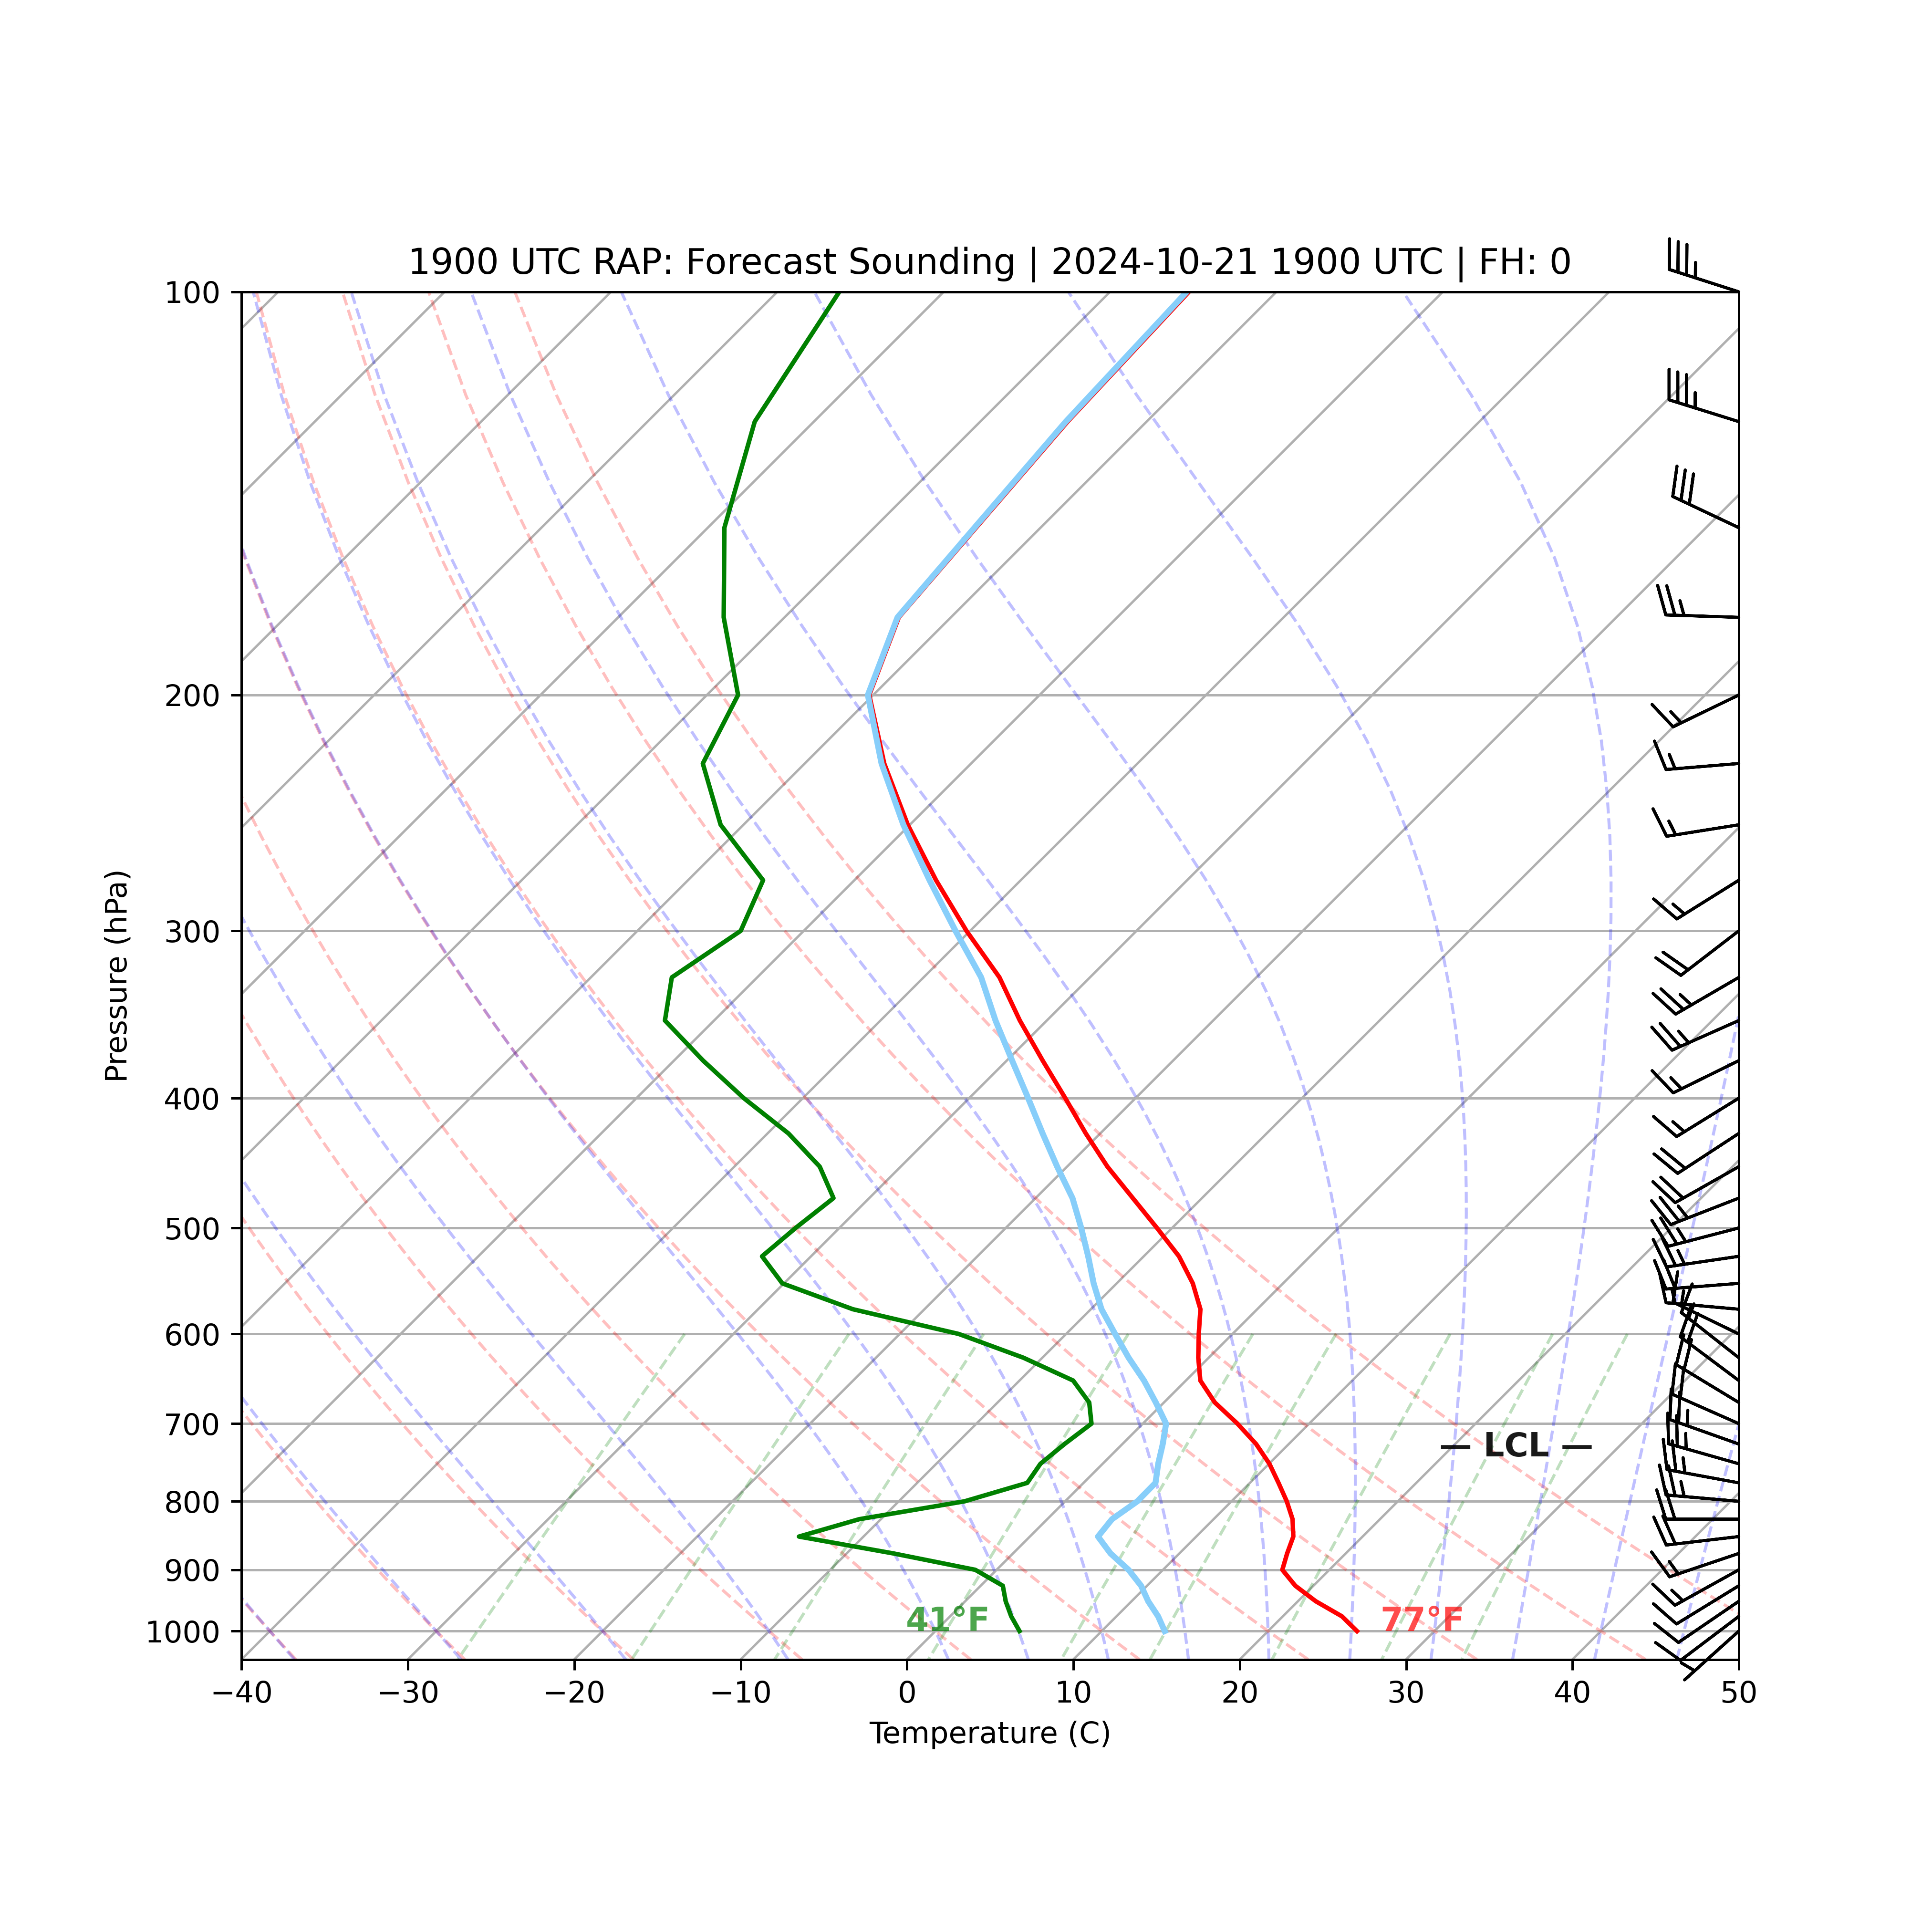 1900 UTC RAP: Forecast Sounding | 2024-10-21 1900 UTC | FH: 0
100
200
300
400
500
600
700
800
900
1000
Pressure (hPa)
— LCL —
41°F
77°F
−40 −30 −20 −10 0 10 20 30 40 50
Temperature (C)